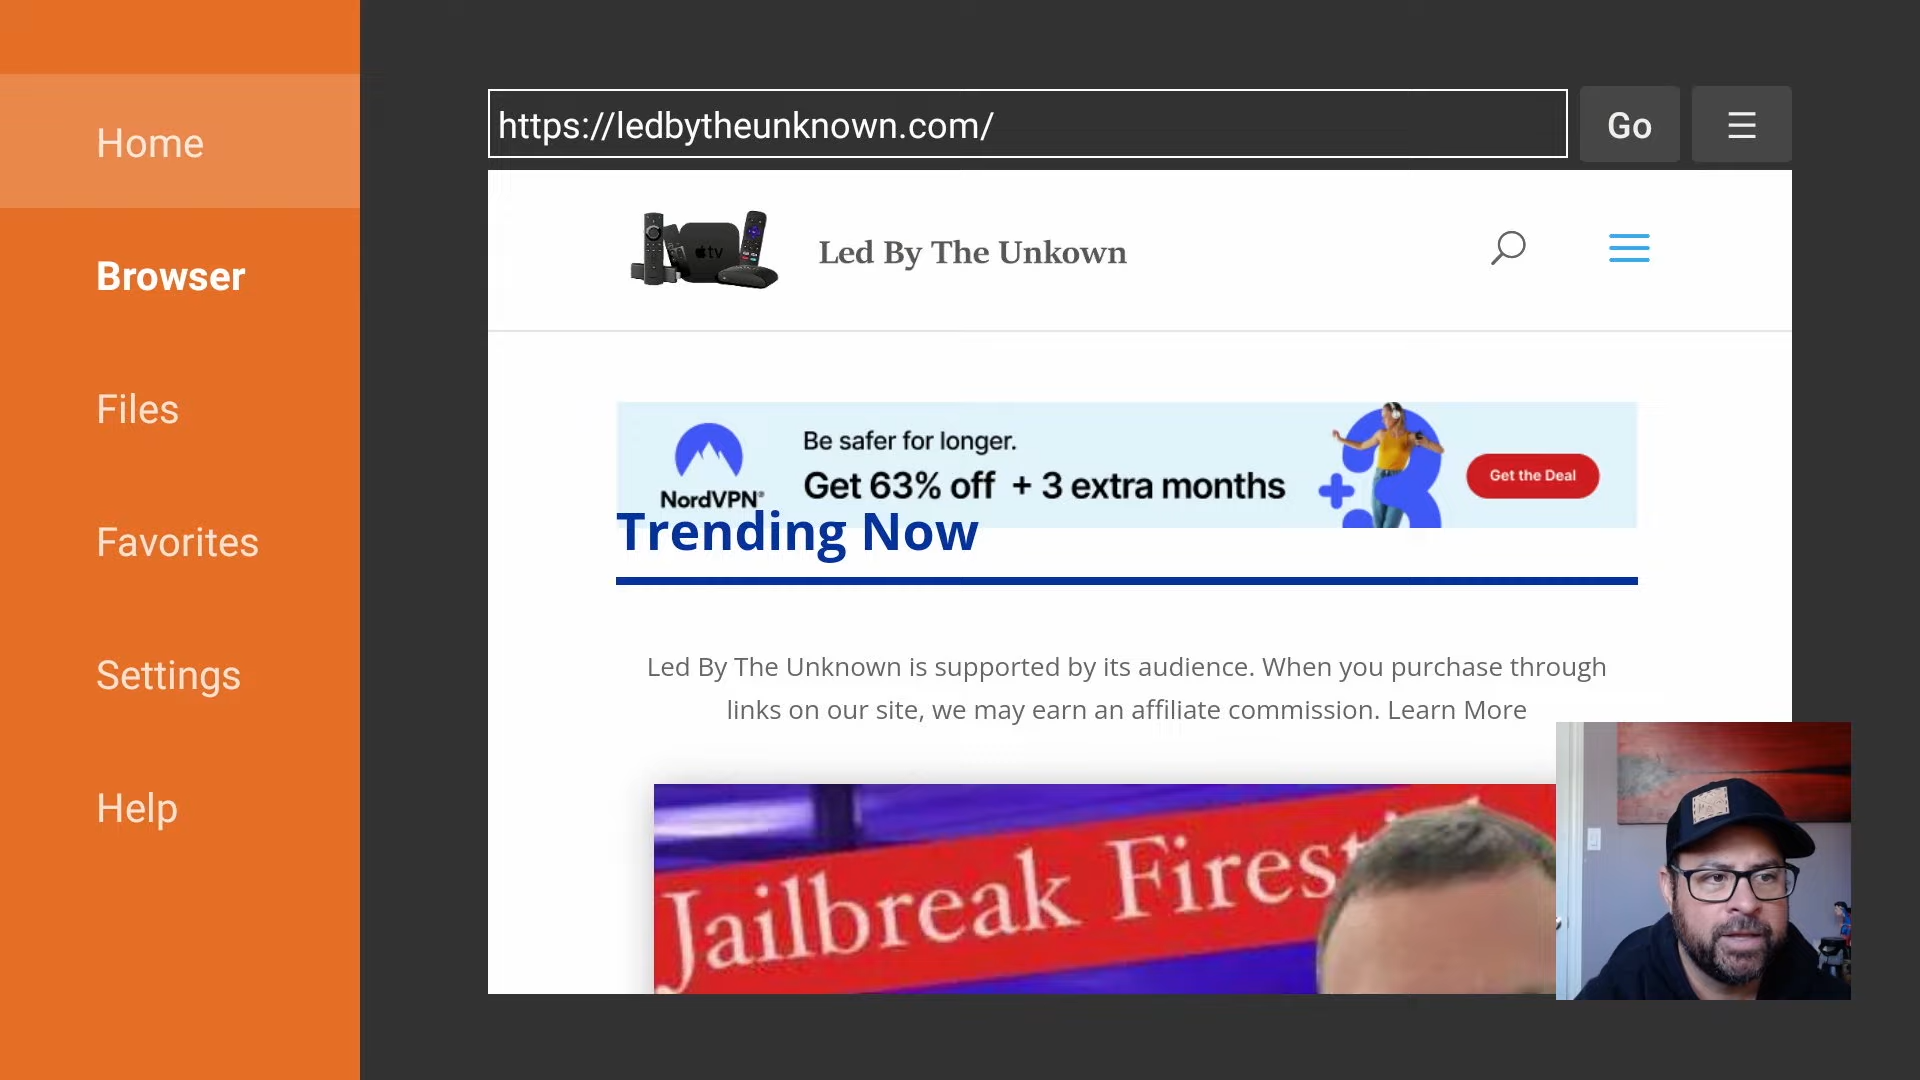 Home
Browser
Files
Favorites
Settings
Help
https://ledbytheunknown.com/
Go
tv
Led By The Unkown
NordVPN®
Be safer for longer.
Get 63% off + 3 extra months
Get the Deal
Trending Now
Led By The Unknown is supported by its audience. When you purchase through
links on our site, we may earn an affiliate commission. Learn More
Jailbreak Firesti